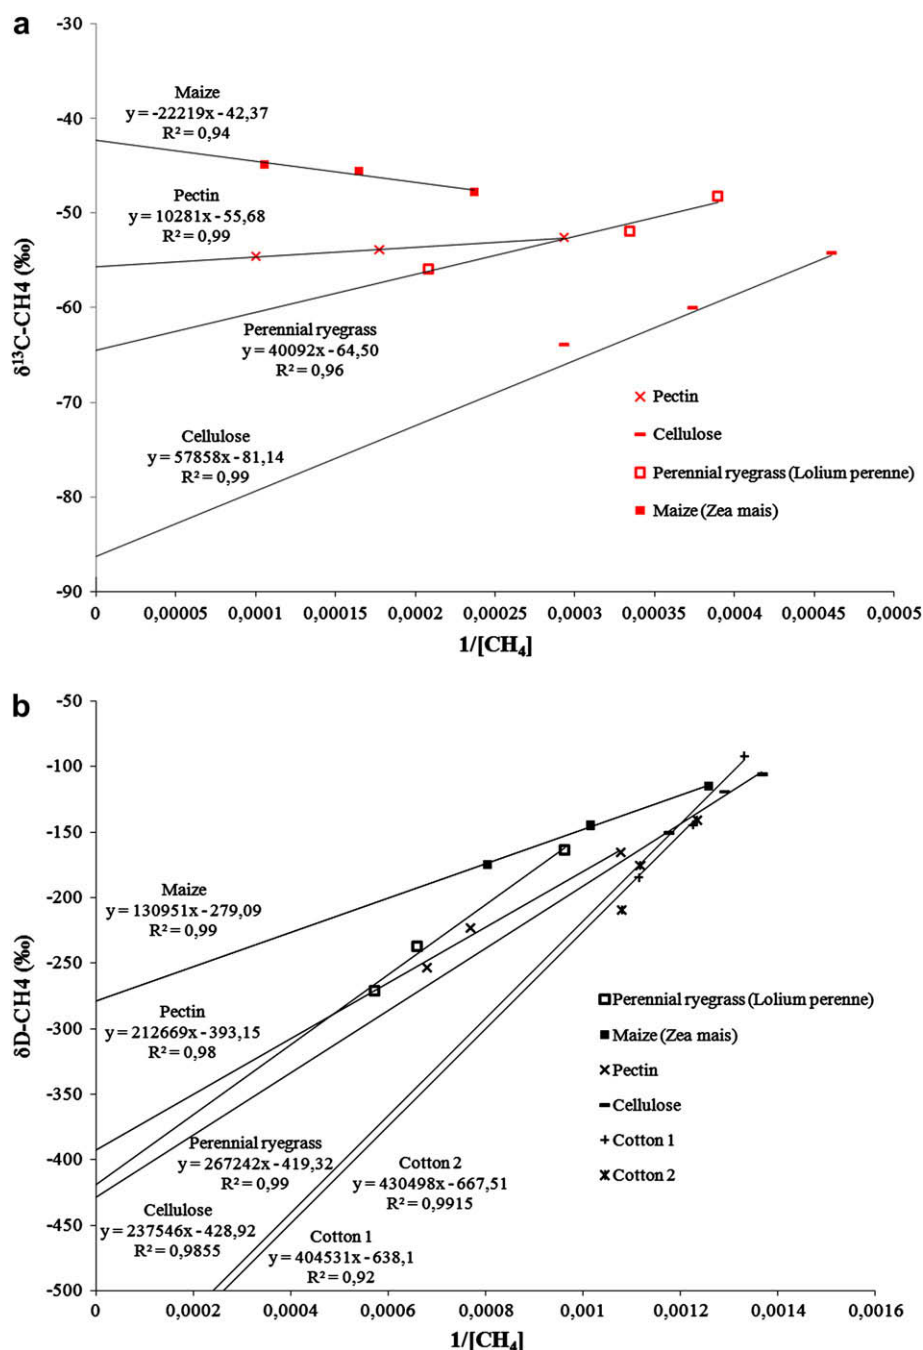 a
-30
-40
-50
-60
-70
-80
-90
δ¹³C-CH4 (‰)
Maize
y = -22219x - 42,37
R² = 0,94
Pectin
y = 10281x - 55,68
R² = 0,99
Perennial ryegrass
y = 40092x - 64,50
R² = 0,96
Cellulose
y = 57858x - 81,14
R² = 0,99
Pectin
Cellulose
Perennial ryegrass (Lolium perenne)
Maize (Zea mais)
0 0,00005 0,0001 0,00015 0,0002 0,00025 0,0003 0,00035 0,0004 0,00045 0,0005
1/[CH₄]
b
-50
-100
-150
-200
-250
-300
-350
-400
-450
-500
δD-CH4 (‰)
Maize
y = 130951x - 279,09
R² = 0,99
Pectin
y = 212669x - 393,15
R² = 0,98
Perennial ryegrass
y = 267242x - 419,32
R² = 0,99
Cellulose
y = 237546x - 428,92
R² = 0,9855
Cotton 2
y = 430498x - 667,51
R² = 0,9915
Cotton 1
y = 404531x - 638,1
R² = 0,92
Perennial ryegrass (Lolium perenne)
Maize (Zea mais)
Pectin
Cellulose
Cotton 1
Cotton 2
0 0,0002 0,0004 0,0006 0,0008 0,001 0,0012 0,0014 0,0016
1/[CH₄]